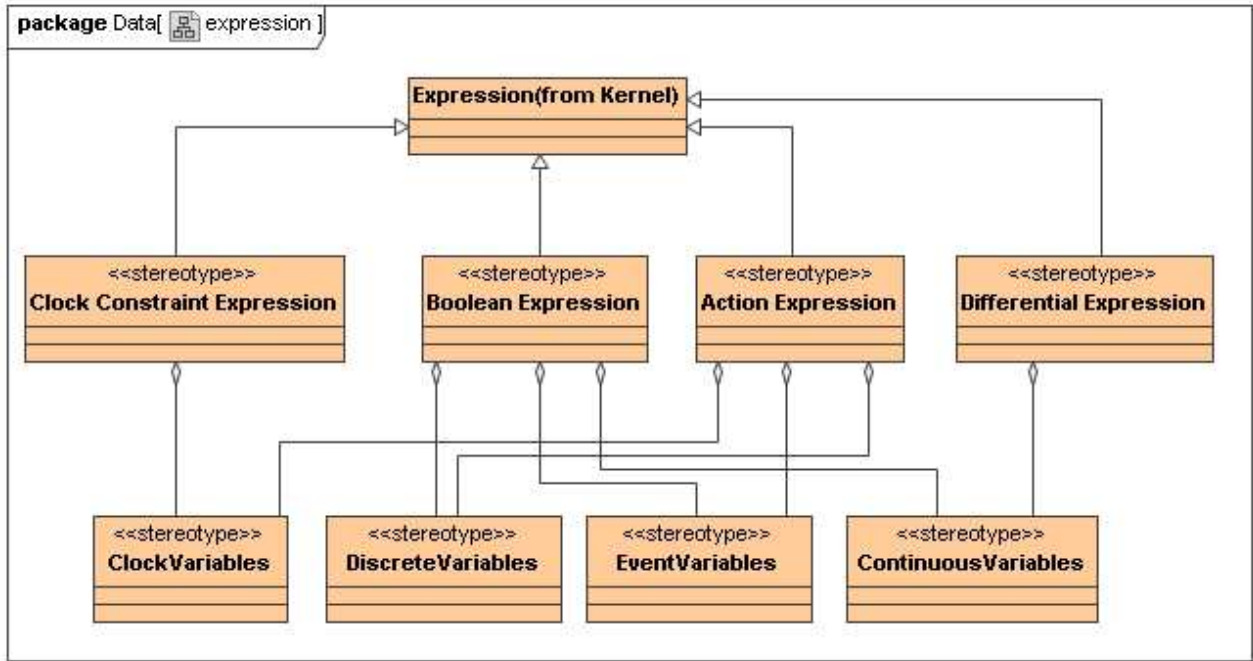 package Data[ expression ]
Expression(from Kernel)
<<stereotype>>
Clock Constraint Expression
<<stereotype>>
Boolean Expression
<<stereotype>>
Action Expression
<<stereotype>>
Differential Expression
<<stereotype>>
ClockVariables
<<stereotype>>
DiscreteVariables
<<stereotype>>
EventVariables
<<stereotype>>
ContinuousVariables